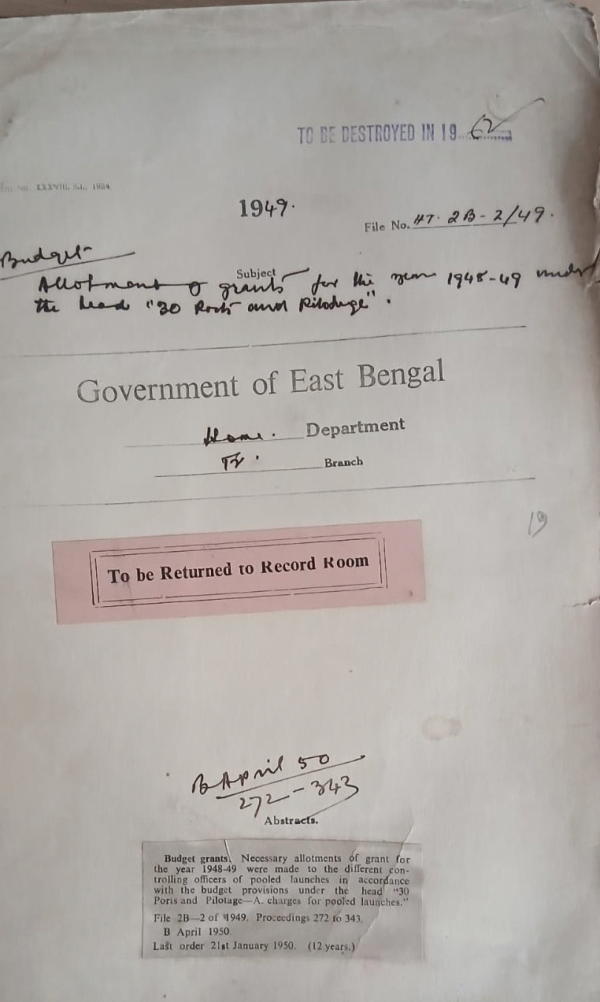 TO BE DESTROYED IN 19 62
1949.
File No. HT. 2B-2/49.
Budget
Subject
Allotment of grants for the year 1948-49 under
the head "30 Ports and Pilotage".
Government of East Bengal
Home. Department
Branch
19
To be Returned to Record Room
B April 50
272-343
Abstracts.
Budget grants. Necessary allotments of grant for
the year 1948-49 were made to the different con-
trolling officers of pooled launches in accordance
with the budget provisions under the head "30
Ports and Pilotage—A. charges for pooled launches."
File 2B—2 of 1949. Proceedings 272 to 343.
B April 1950.
Last order 21st January 1950. (12 years.)